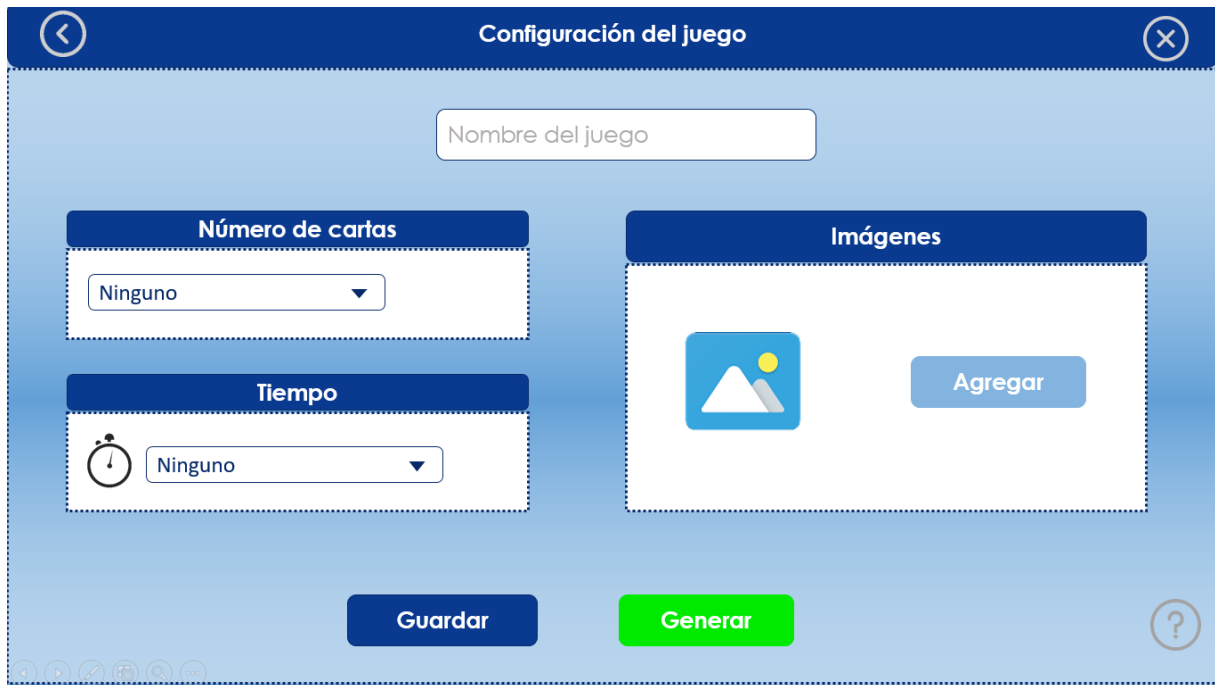 Configuración del juego
Nombre del juego
Número de cartas
Ninguno
Tiempo
Ninguno
Imágenes
Agregar
Guardar
Generar
?